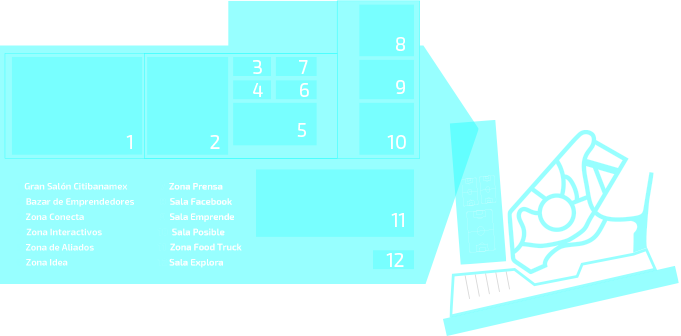 8
3 7
4 6
9
5
1 2 10
11
12
Gran Salón Citibanamex
Bazar de Emprendedores
Zona Conecta
Zona Interactivos
Zona de Aliados
Zona Idea
Zona Prensa
Sala Facebook
Sala Emprende
Sala Posible
Zona Food Truck
Sala Explora